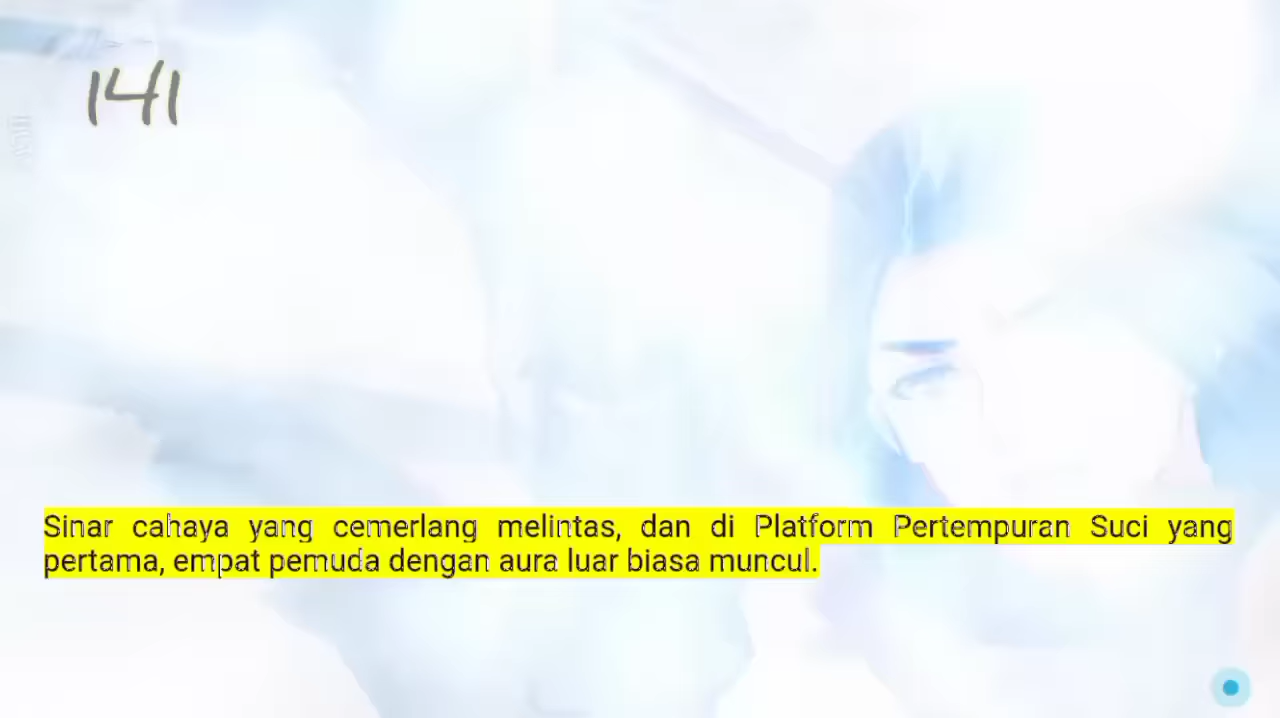 141
Sinar cahaya yang cemerlang melintas, dan di Platform Pertempuran Suci yang
pertama, empat pemuda dengan aura luar biasa muncul.